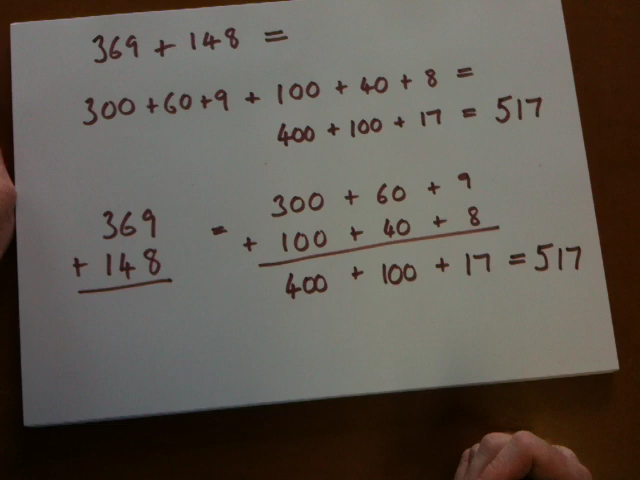 369 + 148 =
300 + 60 + 9 + 100 + 40 + 8 =
400 + 100 + 17 = 517
369 = 300 + 60 + 9
+ 148 + 100 + 40 + 8
400 + 100 + 17 = 517